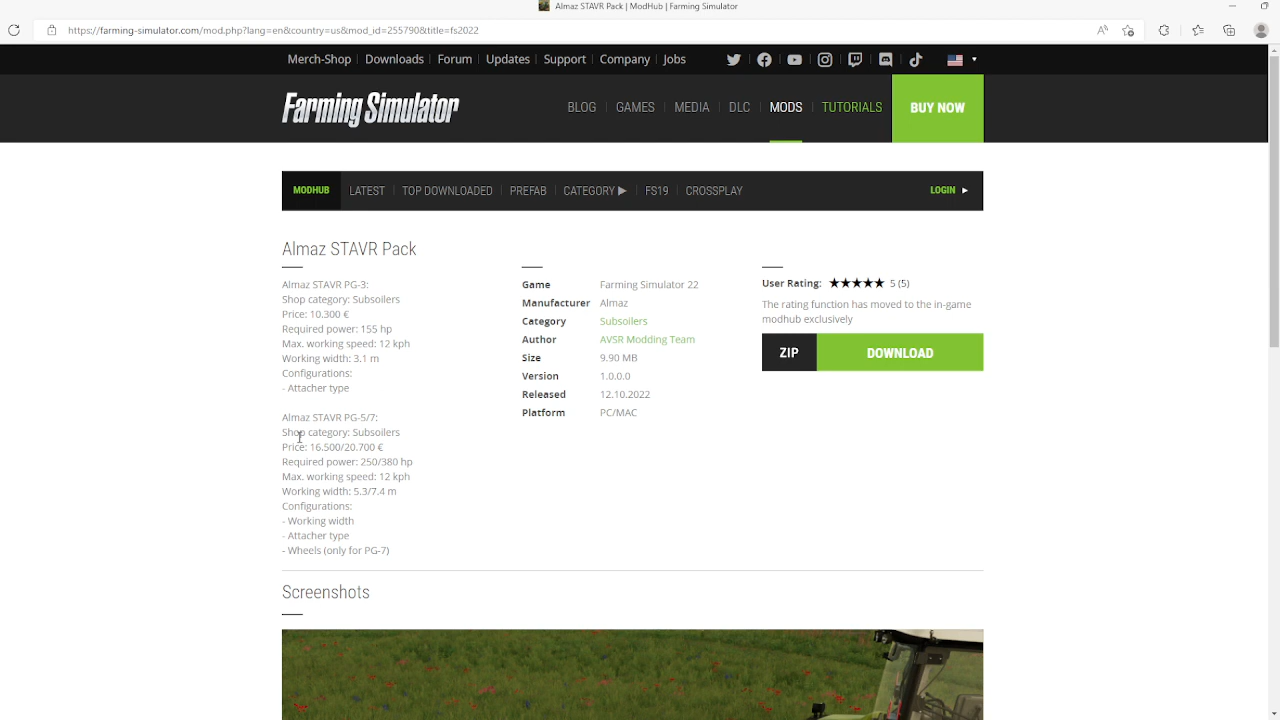 Almaz STAVR Pack | ModHub | Farming Simulator
https://farming-simulator.com/mod.php?lang=en&country=us&mod_id=255790&title=fs2022
Merch-Shop Downloads Forum Updates Support Company Jobs
Farming Simulator
BLOG GAMES MEDIA DLC MODS TUTORIALS BUY NOW
MODHUB LATEST TOP DOWNLOADED PREFAB CATEGORY ▶ FS19 CROSSPLAY LOGIN ▶
Almaz STAVR Pack
Almaz STAVR PG-3:
Shop category: Subsoilers
Price: 10.300 €
Required power: 155 hp
Max. working speed: 12 kph
Working width: 3.1 m
Configurations:
- Attacher type
Almaz STAVR PG-5/7:
Shop category: Subsoilers
Price: 16.500/20.700 €
Required power: 250/380 hp
Max. working speed: 12 kph
Working width: 5.3/7.4 m
Configurations:
- Working width
- Attacher type
- Wheels (only for PG-7)
Game Farming Simulator 22
Manufacturer Almaz
Category Subsoilers
Author AVSR Modding Team
Size 9.90 MB
Version 1.0.0.0
Released 12.10.2022
Platform PC/MAC
User Rating: ★★★★★ 5 (5)
The rating function has moved to the in-game
modhub exclusively
ZIP DOWNLOAD
Screenshots